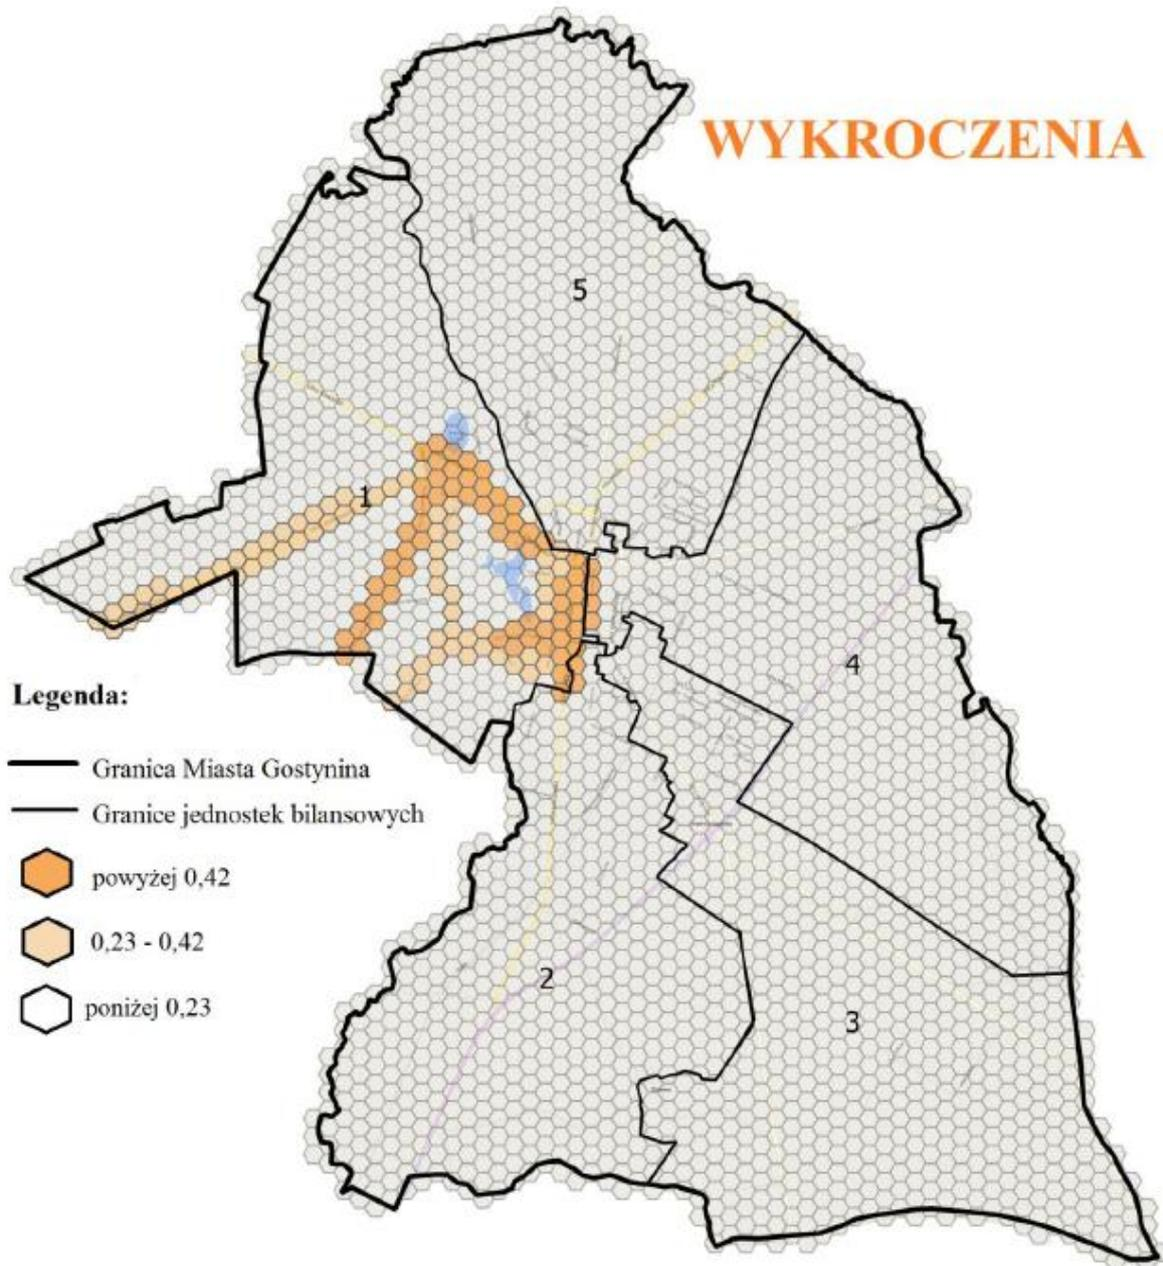 WYKROCZENIA
5
1
4
2
3
Legenda:
Granica Miasta Gostynina
Granice jednostek bilansowych
powyżej 0,42
0,23 - 0,42
poniżej 0,23